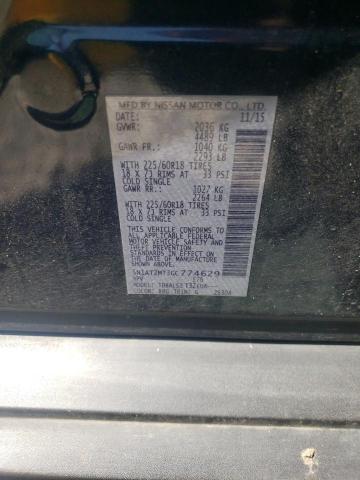 MFD BY NISSAN MOTOR CO., LTD.
DATE: 11/15
GVWR: 2036 KG
4489 LB
GAWR FR.: 1040 KG
2293 LB
WITH 225/60R18 TIRES
18 X 7J RIMS AT 33 PSI
COLD SINGLE
GAWR RR.: 1027 KG
2264 LB
WITH 225/60R18 TIRES
18 X 7J RIMS AT 33 PSI
COLD SINGLE
THIS VEHICLE CONFORMS TO
ALL APPLICABLE FEDERAL
MOTOR VEHICLE SAFETY
STANDARDS IN EFFECT ON
THE DATE OF MANUFACTURE
SHOWN ABOVE.
774629
MODEL:
COLOR: TRIM: G